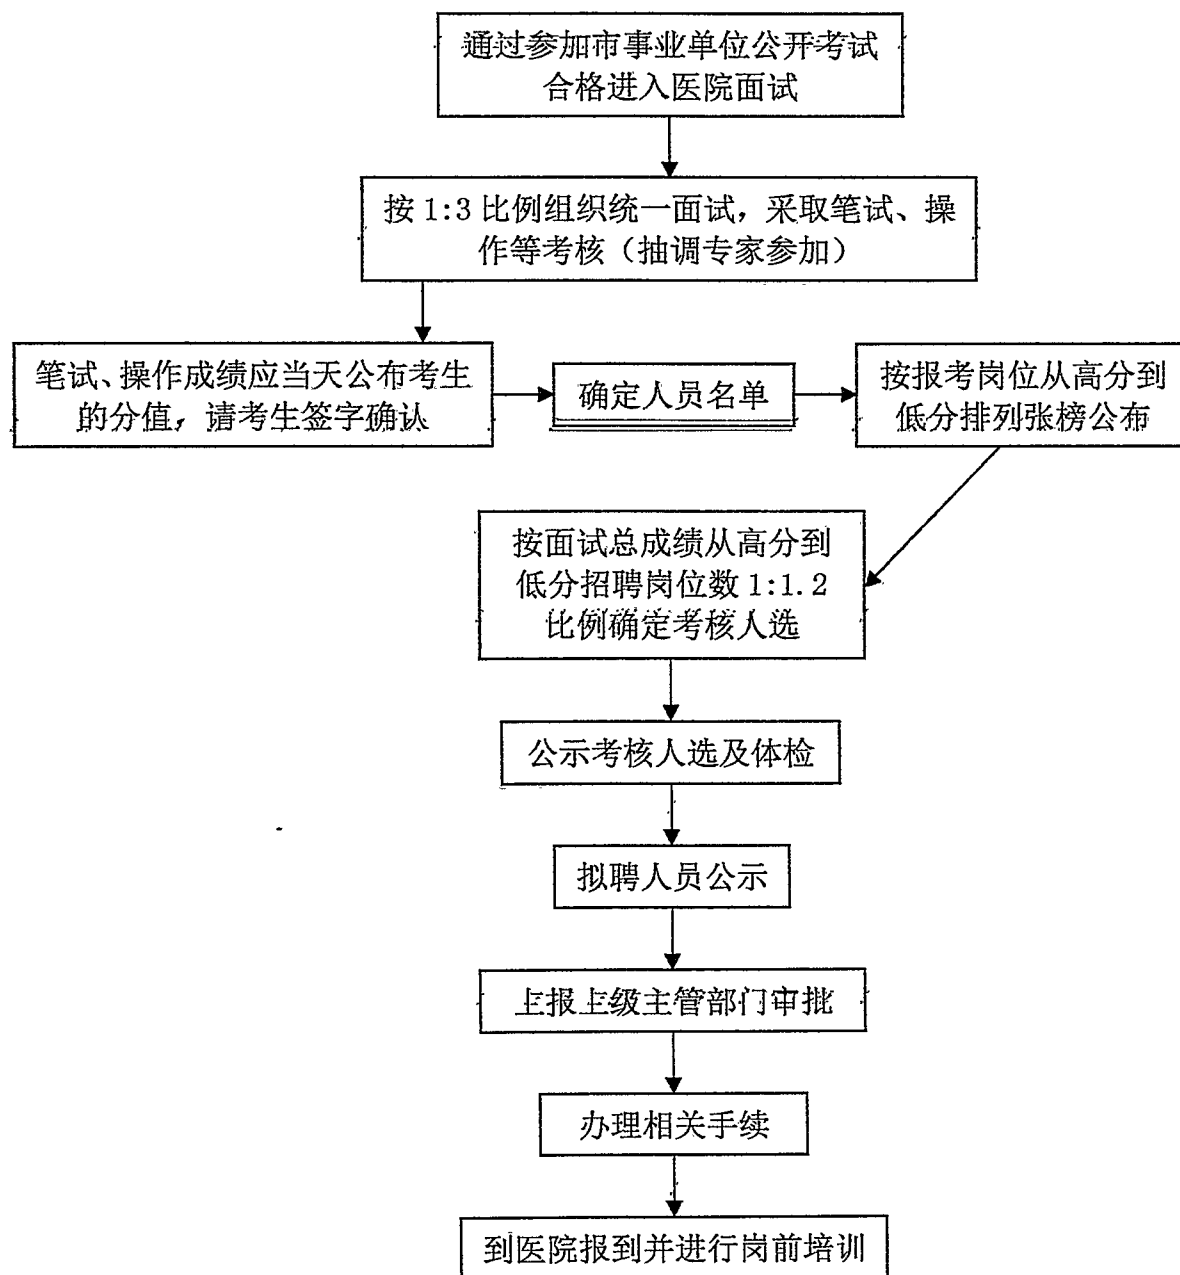 通过参加市事业单位公开考试
合格进入医院面试
按 1:3 比例组织统一面试，采取笔试、操
作等考核（抽调专家参加）
笔试、操作成绩应当天公布考生
的分值，请考生签字确认
确定人员名单
按报考岗位从高分到
低分排列张榜公布
按面试总成绩从高分到
低分招聘岗位数 1:1.2
比例确定考核人选
公示考核人选及体检
拟聘人员公示
上报上级主管部门审批
办理相关手续
到医院报到并进行岗前培训